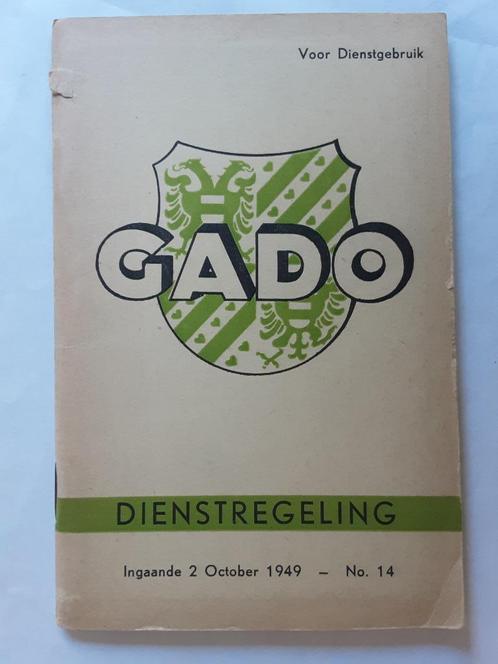 Voor Dienstgebruik
GADO
DIENSTREGELING
Ingaande 2 October 1949 – No. 14